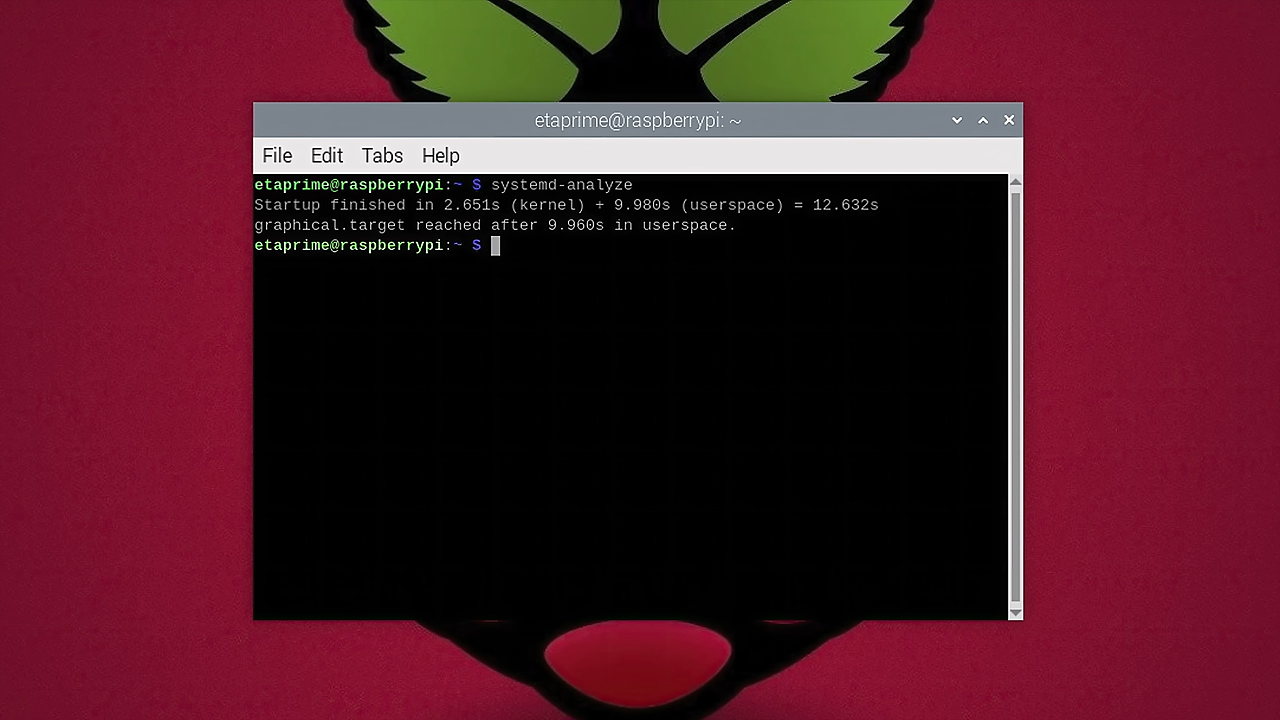 etaprime@raspberrypi: ~
File Edit Tabs Help
etaprime@raspberrypi:~ $ systemd-analyze
Startup finished in 2.651s (kernel) + 9.980s (userspace) = 12.632s
graphical.target reached after 9.960s in userspace.
etaprime@raspberrypi:~ $